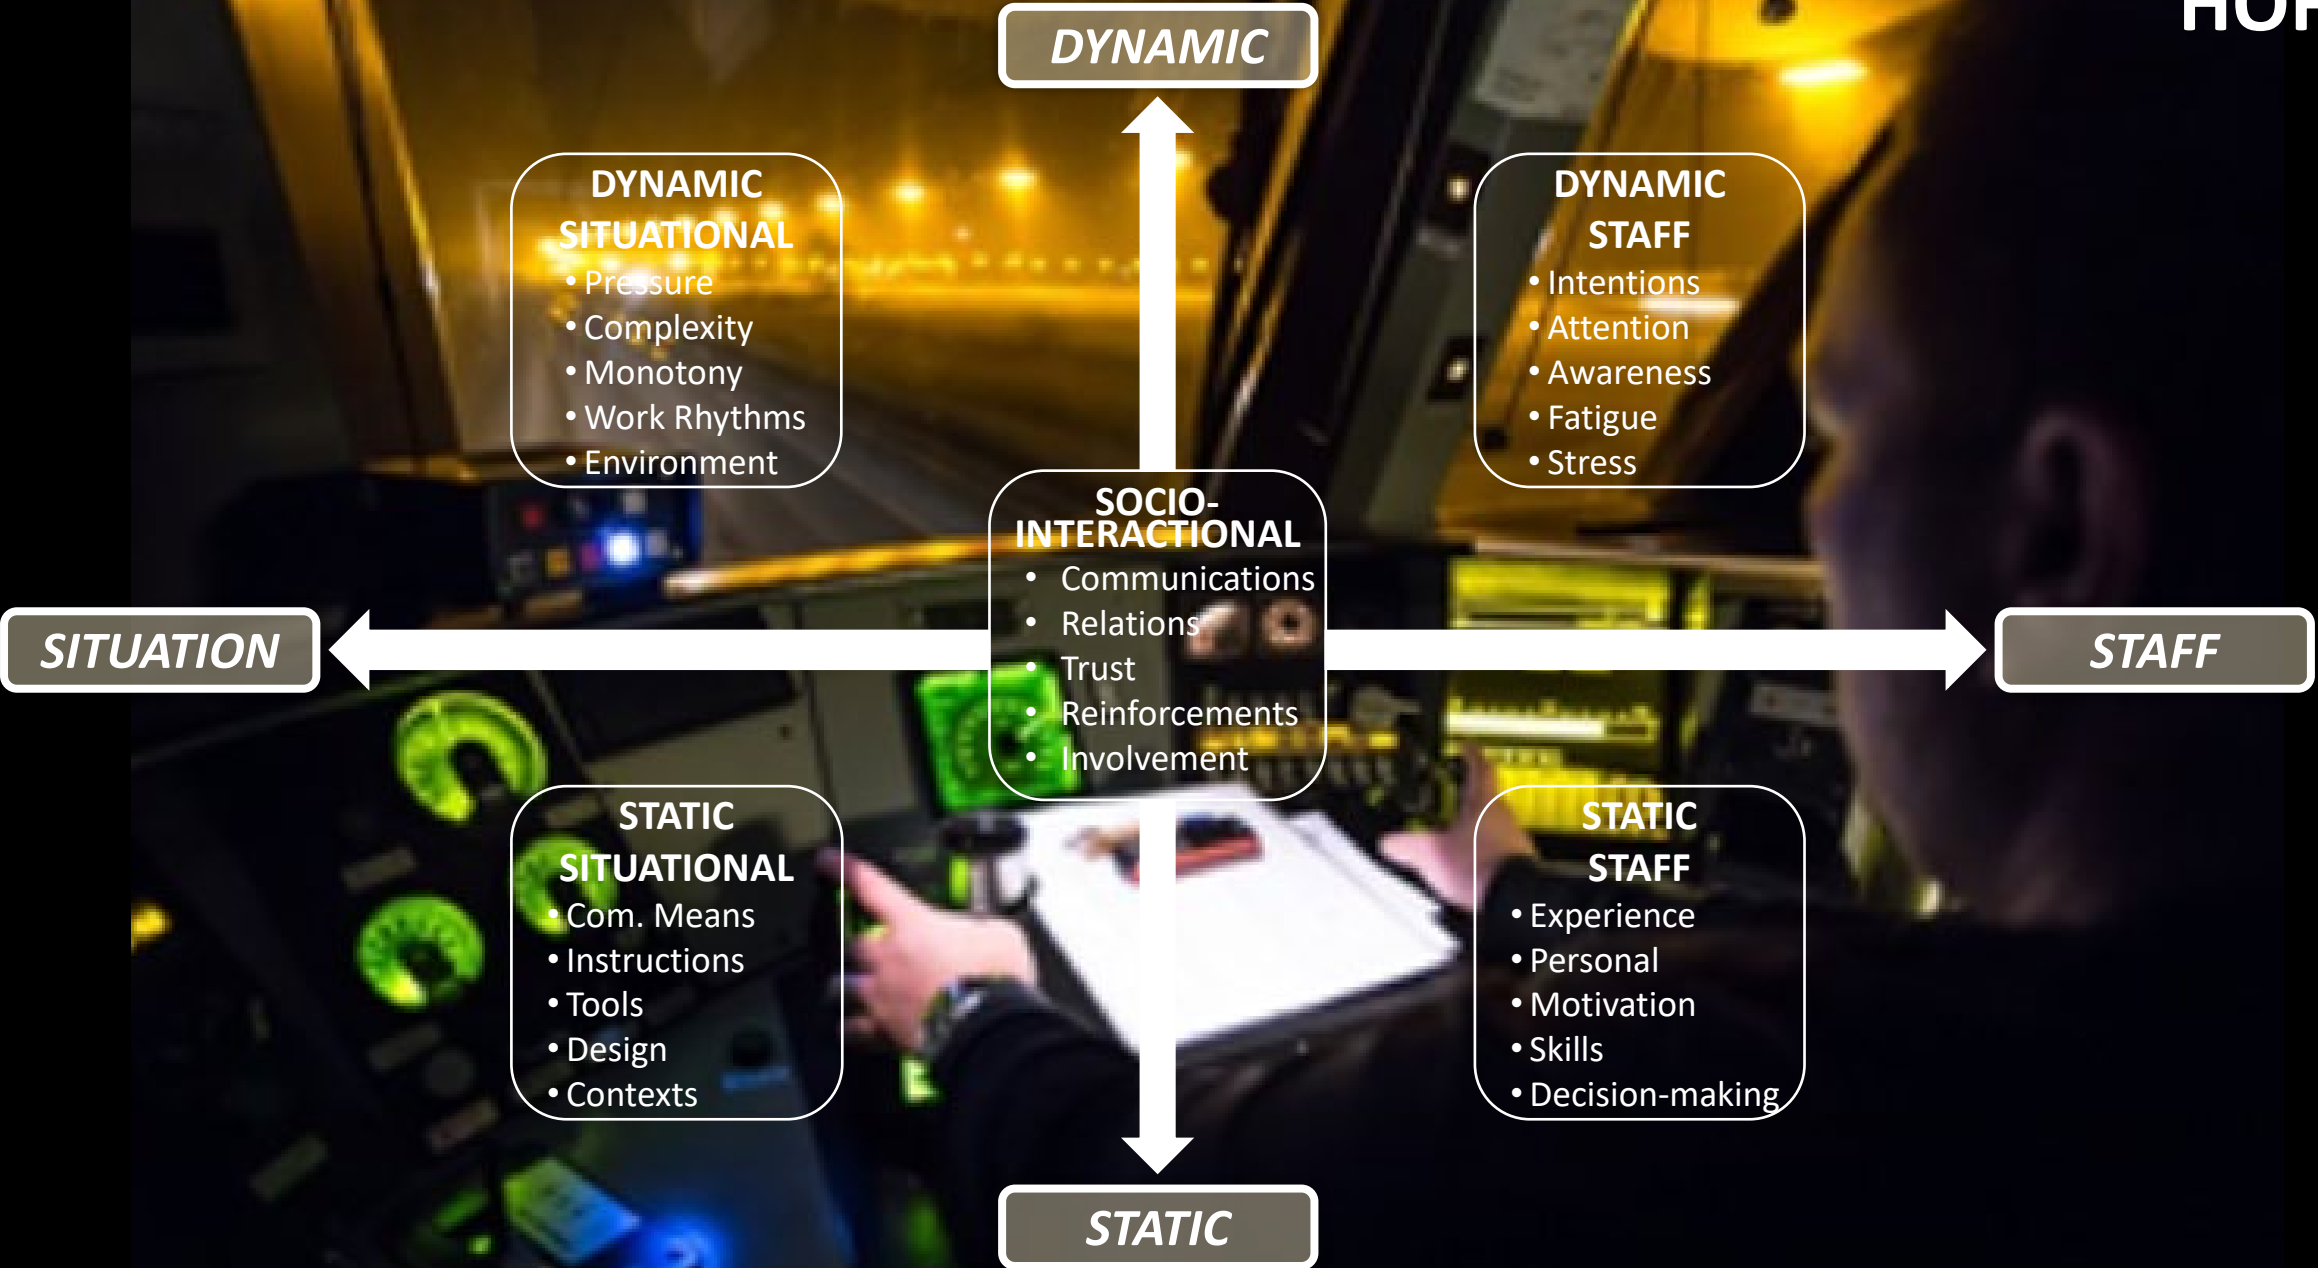 DYNAMIC
DYNAMIC
SITUATIONAL
• Pressure
• Complexity
• Monotony
• Work Rhythms
• Environment
DYNAMIC
STAFF
• Intentions
• Attention
• Awareness
• Fatigue
• Stress
SOCIO-
INTERACTIONAL
• Communications
• Relations
• Trust
• Reinforcements
• Involvement
SITUATION
STAFF
STATIC
SITUATIONAL
• Com. Means
• Instructions
• Tools
• Design
• Contexts
STATIC
STAFF
• Experience
• Personal
• Motivation
• Skills
• Decision-making
STATIC